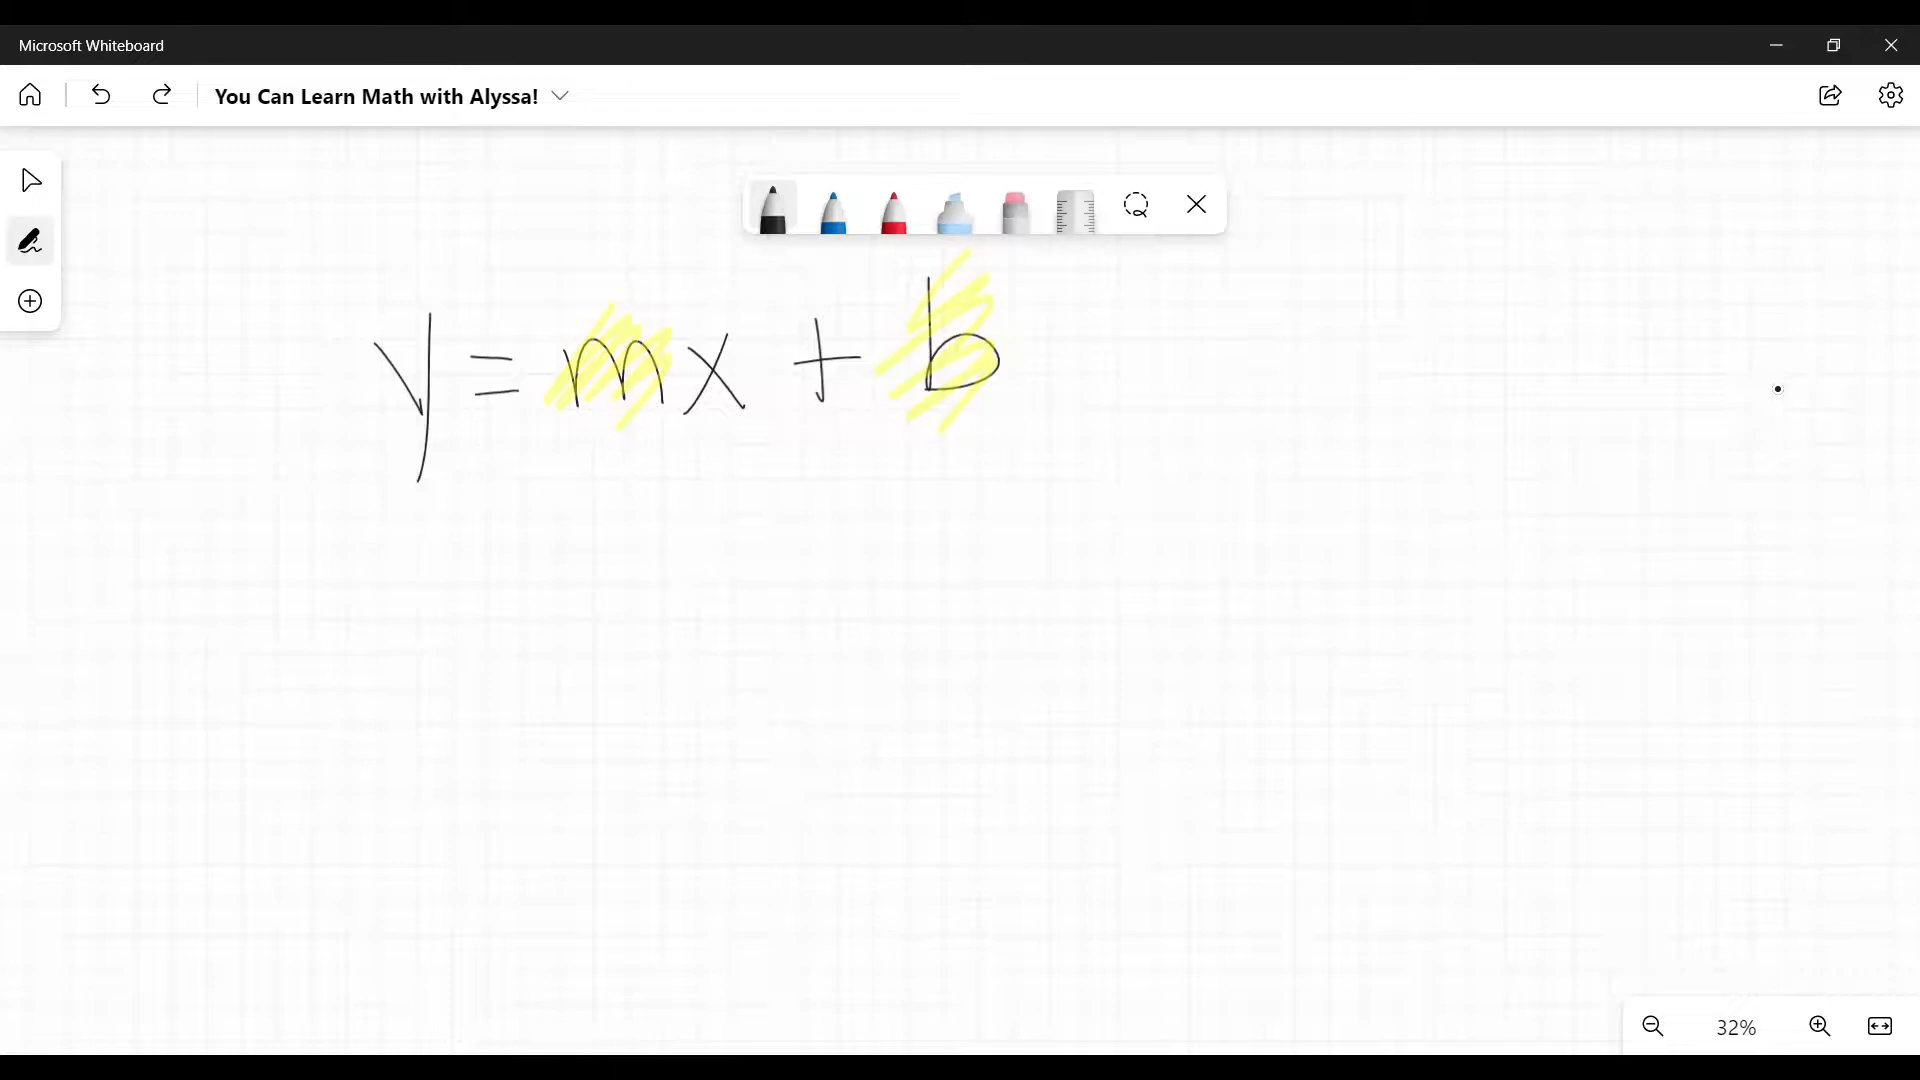 Microsoft Whiteboard
You Can Learn Math with Alyssa!
y = mx + b
32%